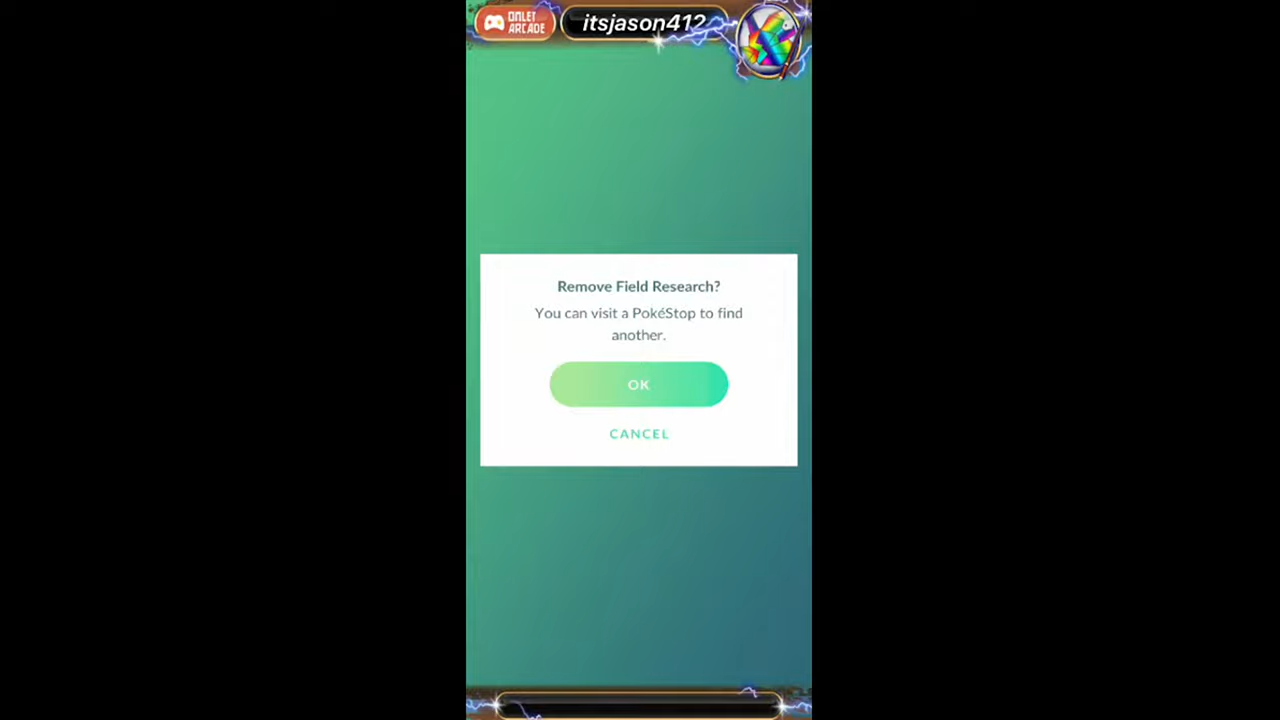 OMLET
ARCADE
itsjason412
Remove Field Research?
You can visit a PokéStop to find
another.
OK
CANCEL